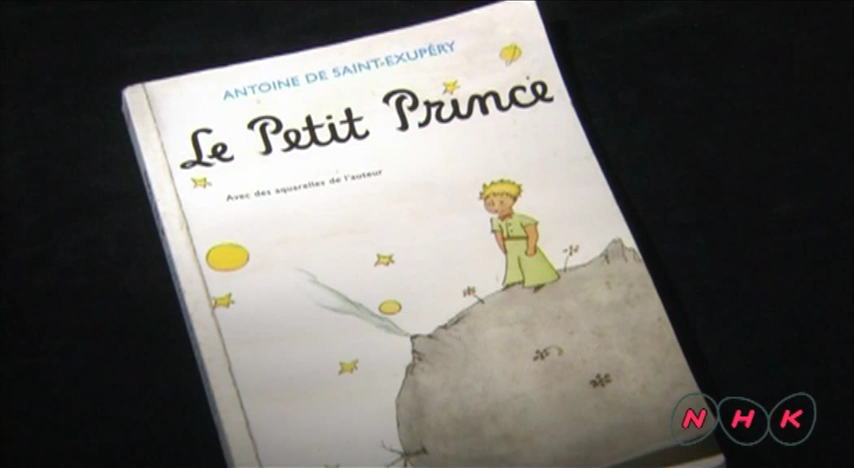 ANTOINE DE SAINT-EXUPÉRY
Le Petit Prince
Avec des aquarelles de l'auteur
NHK